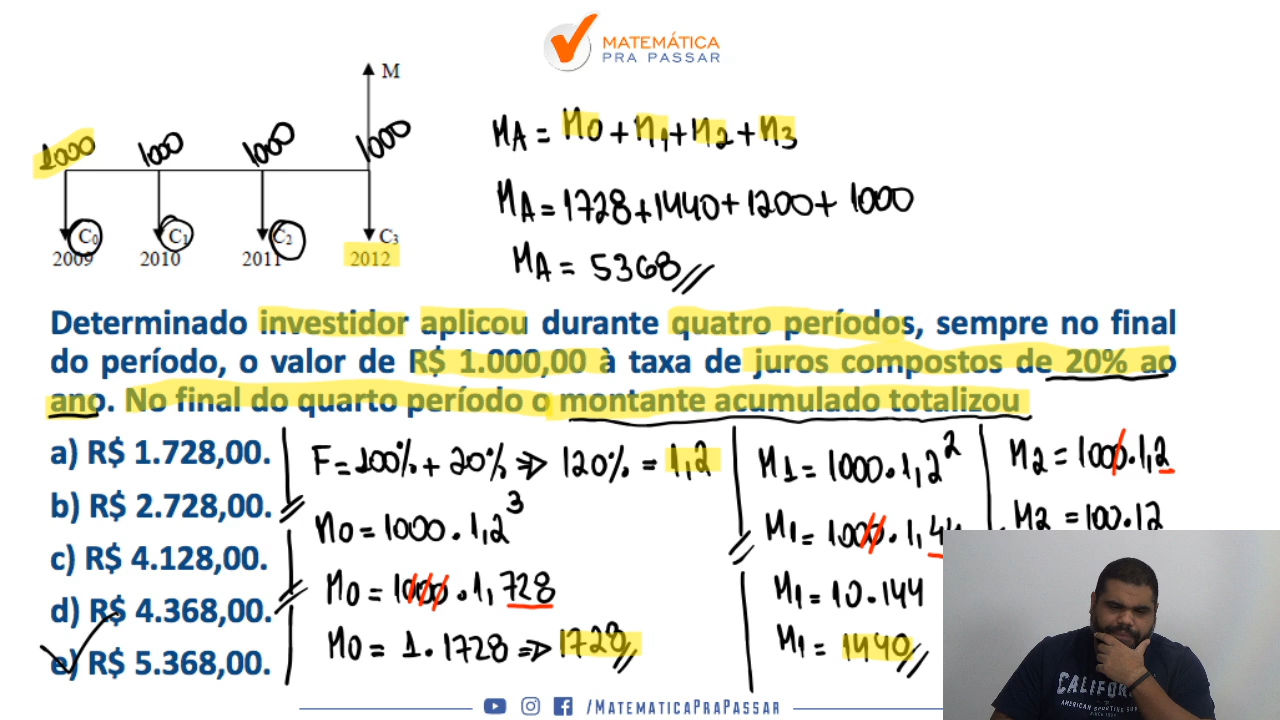 MATEMÁTICA
PRA PASSAR
M
1000 1000 1000 1000
C₀ C₁ C₂ C₃
2009 2010 2011 2012
MA = M0 + M1 + M2 + M3
MA = 1728 + 1440 + 1200 + 1000
MA = 5368//
Determinado investidor aplicou durante quatro períodos, sempre no final
do período, o valor de R$ 1.000,00 à taxa de juros compostos de 20% ao
ano. No final do quarto período o montante acumulado totalizou
a) R$ 1.728,00.
b) R$ 2.728,00.
c) R$ 4.128,00.
d) R$ 4.368,00.
e) R$ 5.368,00.
F = 100% + 20% ⇒ 120% = 1,2
M0 = 1000 . 1,2³
M0 = 1000 . 1,728
M0 = 1 . 1728 ⇒ 1728//
M1 = 1000 . 1,2²
M1 = 1000 . 1,44
M1 = 10 . 144
M1 = 1440//
M2 = 1000 . 1,2
M2 = 100 . 12
CALIFOR
AMERICAN SPORTING
/MATEMATICAPRAPASSAR